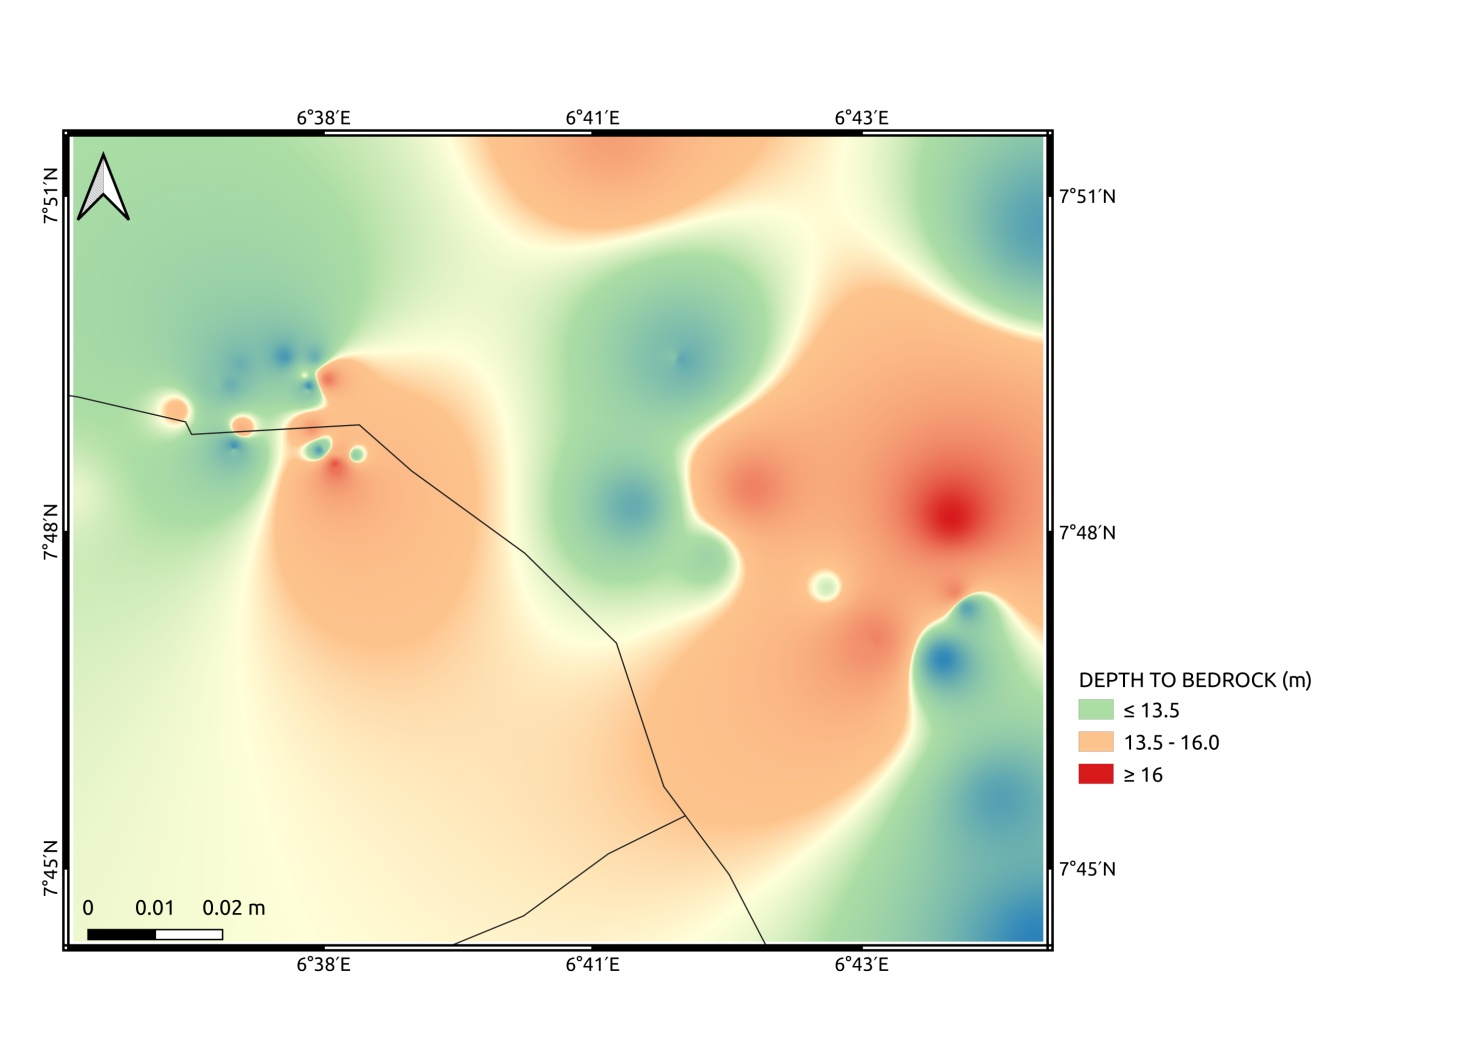 6°38′E 6°41′E 6°43′E
7°51′N 7°51′N
7°48′N 7°48′N
DEPTH TO BEDROCK (m)
≤ 13.5
13.5 - 16.0
≥ 16
7°45′N 7°45′N
0 0.01 0.02 m
6°38′E 6°41′E 6°43′E